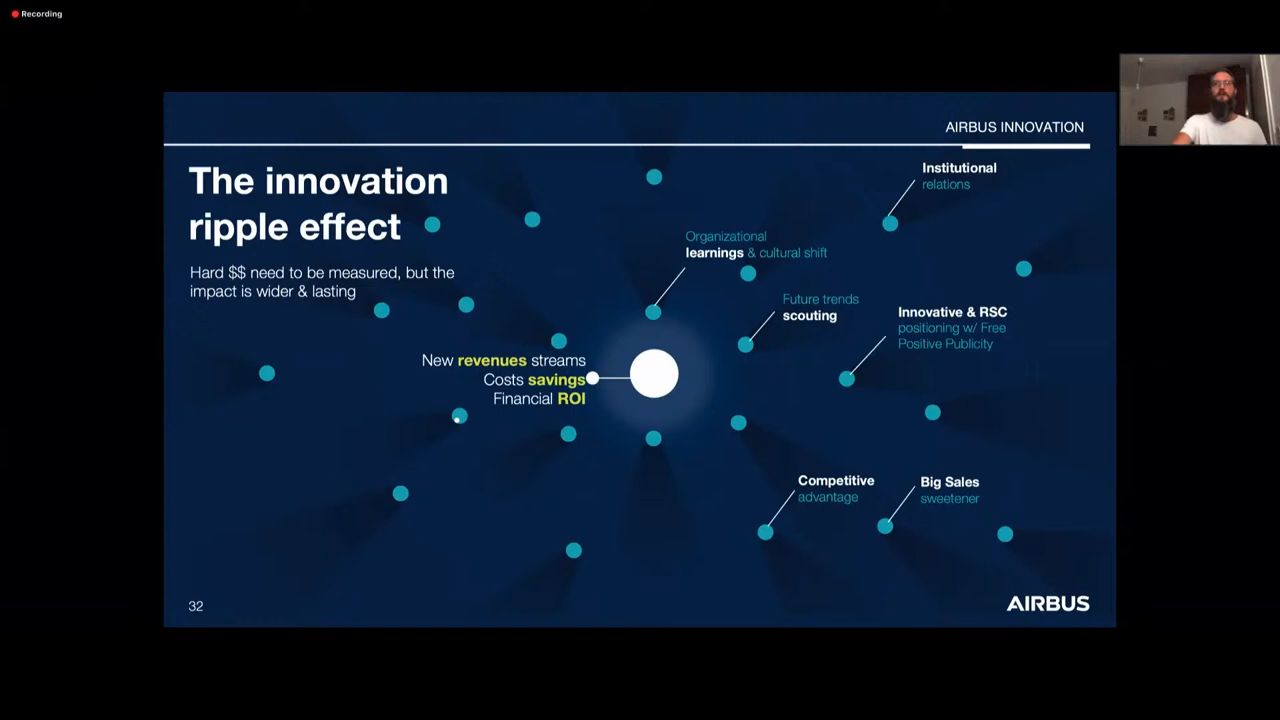 Recording
AIRBUS INNOVATION
The innovation
ripple effect
Hard $$ need to be measured, but the
impact is wider & lasting
Institutional
relations
Organizational
learnings & cultural shift
Future trends
scouting
Innovative & RSC
positioning w/ Free
Positive Publicity
New revenues streams
Costs savings
Financial ROI
Competitive
advantage
Big Sales
sweetener
32
AIRBUS